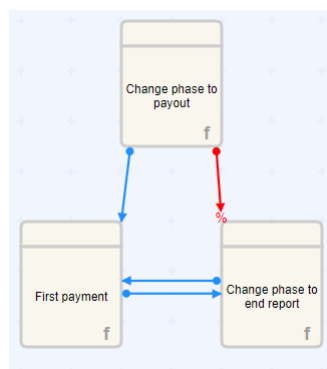 Change phase to
payout
f
%
First payment
f
Change phase to
end report
f